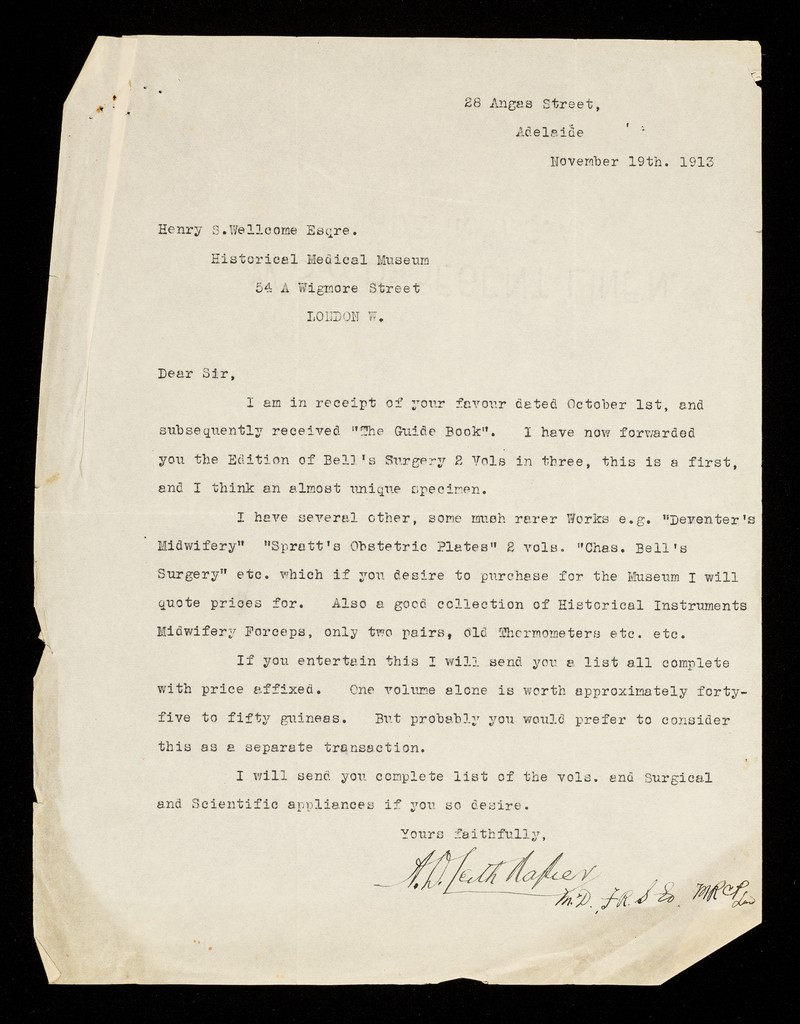 28 Angas Street,
Adelaide
November 19th. 1913
Henry S.Wellcome Esqre.
Historical Medical Museum
54 A Wigmore Street
LONDON W.
Dear Sir,
I am in receipt of your favour dated October 1st, and
subsequently received "The Guide Book". I have now forwarded
you the Edition of Bell's Surgery 2 Vols in three, this is a first,
and I think an almost unique specimen.
I have several other, some much rarer Works e.g. "Deventer's
Midwifery" "Spratt's Obstetric Plates" 2 vols. "Chas. Bell's
Surgery" etc. which if you desire to purchase for the Museum I will
quote prices for. Also a good collection of Historical Instruments
Midwifery Forceps, only two pairs, old Thermometers etc. etc.
If you entertain this I will send you a list all complete
with price affixed. One volume alone is worth approximately forty-
five to fifty guineas. But probably you would prefer to consider
this as a separate transaction.
I will send you complete list of the vols. and Surgical
and Scientific appliances if you so desire.
Yours faithfully,
A.D. Leith Napier
M.D., F R S Ed. MRCP Lon